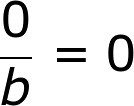 0/b = 0